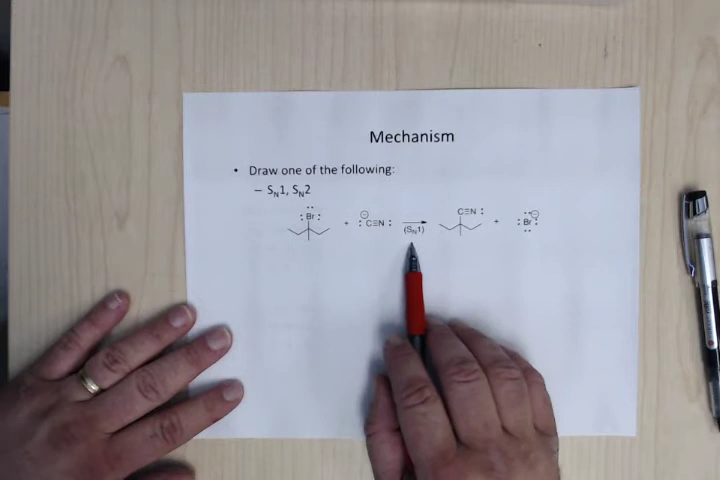 Mechanism
• Draw one of the following:
– SN1, SN2
:Br: + ⊖ :C≡N: (SN1) C≡N: + :Br: ⊖